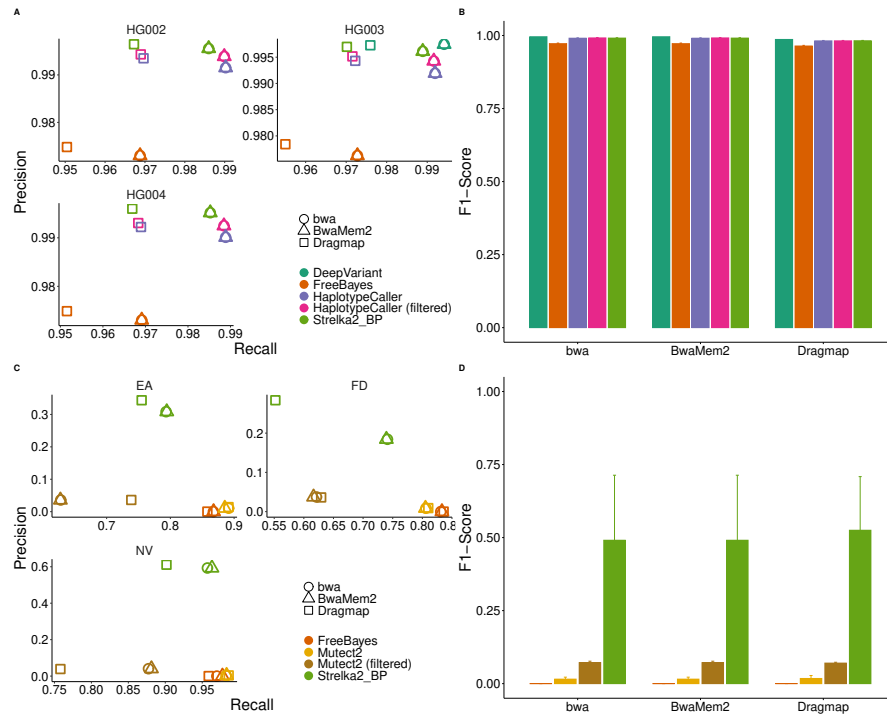 A
HG002
HG003
0.99
0.98
0.95
0.96
0.97
0.98
0.99
0.995
0.990
0.985
0.980
0.96
0.97
0.98
0.99
Precision
HG004
0.99
0.98
0.95
0.96
0.97
0.98
0.99
Recall
bwa
BwaMem2
Dragmap
DeepVariant
FreeBayes
HaplotypeCaller
HaplotypeCaller (filtered)
Strelka2_BP
B
F1-Score
1.00
0.75
0.50
0.25
0.00
bwa
BwaMem2
Dragmap
C
EA
FD
0.3
0.2
0.1
0.0
0.7
0.8
0.9
0.2
0.1
0.0
0.55
0.60
0.65
0.70
0.75
0.80
0.8
Precision
NV
0.6
0.4
0.2
0.0
0.75
0.80
0.85
0.90
0.95
Recall
bwa
BwaMem2
Dragmap
FreeBayes
Mutect2
Mutect2 (filtered)
Strelka2_BP
D
F1-Score
1.00
0.75
0.50
0.25
0.00
bwa
BwaMem2
Dragmap